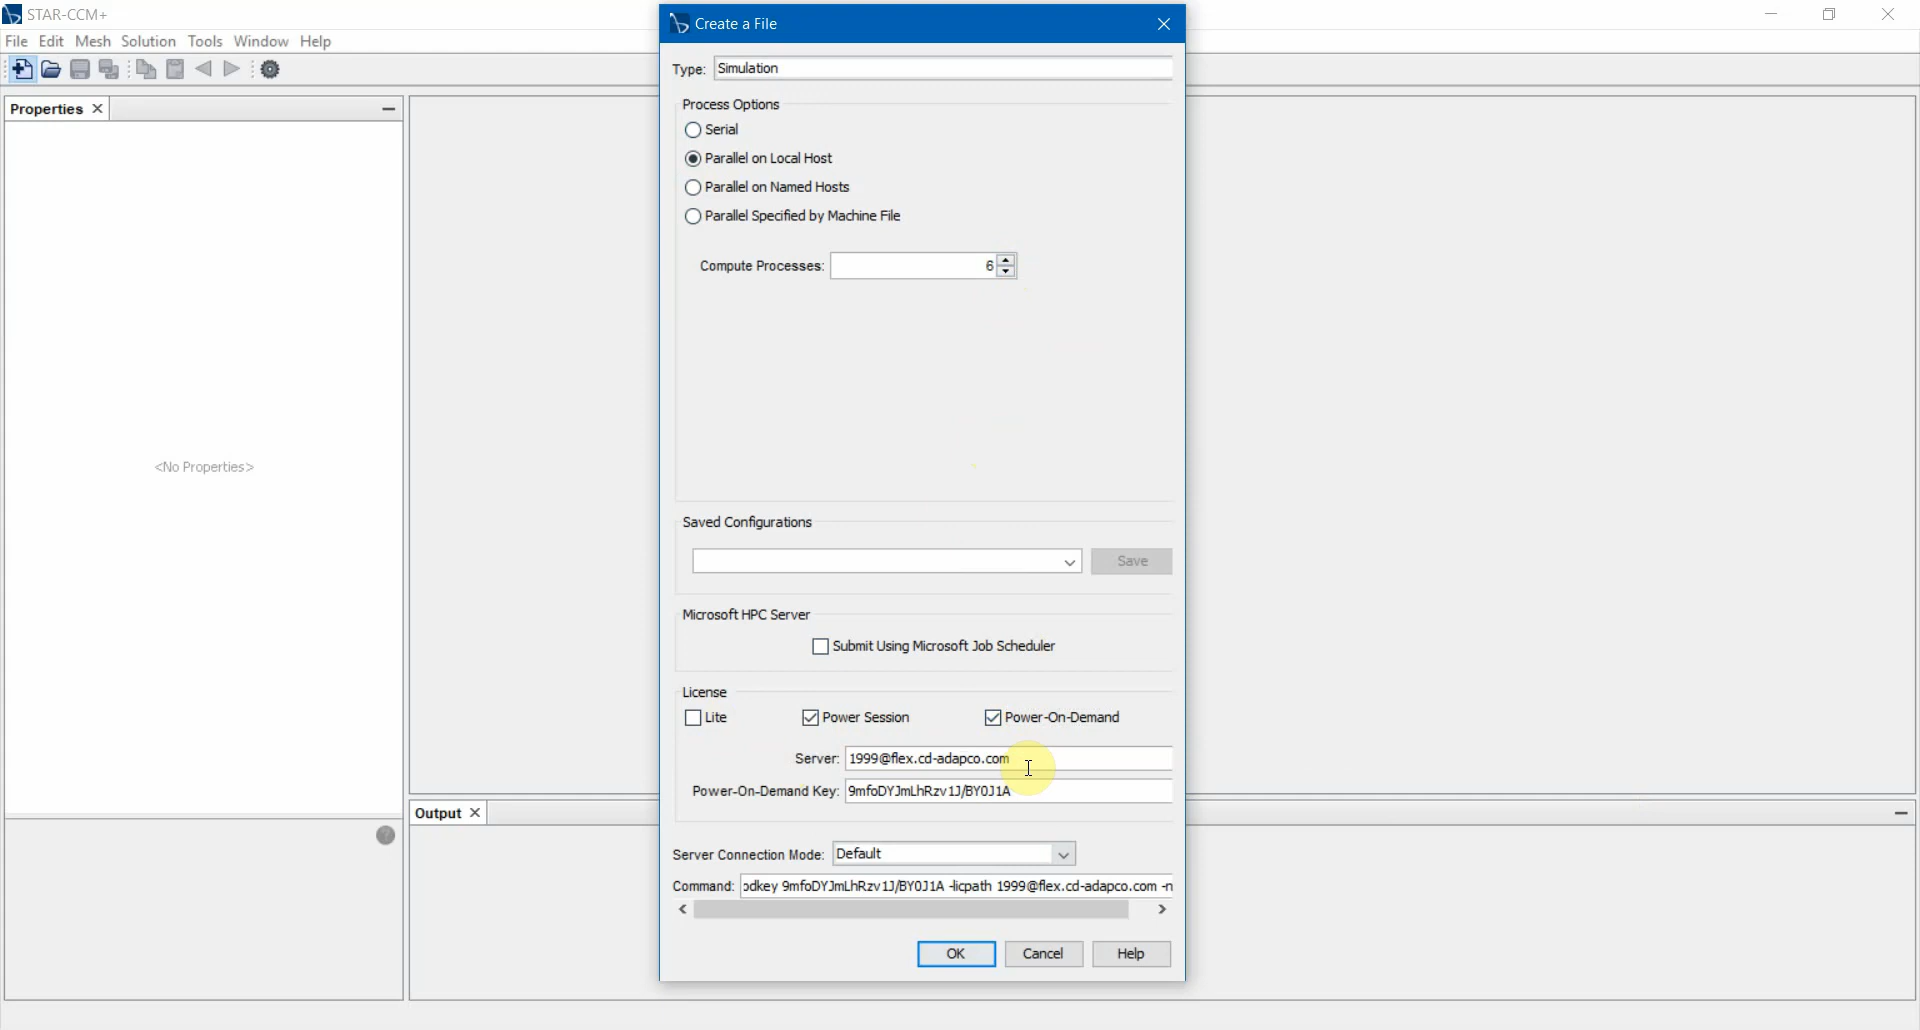 STAR-CCM+
File Edit Mesh Solution Tools Window Help
Properties
<No Properties>
Create a File
Type: Simulation
Process Options
Serial
Parallel on Local Host
Parallel on Named Hosts
Parallel Specified by Machine File
Compute Processes: 6
Saved Configurations
Save
Microsoft HPC Server
Submit Using Microsoft Job Scheduler
License
Lite Power Session Power-On-Demand
Server: 1999@flex.cd-adapco.com
Power-On-Demand Key: 9mfoDYJmLhRzv1J/BY0J1A
Output
Server Connection Mode: Default
Command: odkey 9mfoDYJmLhRzv1J/BY0J1A -licpath 1999@flex.cd-adapco.com -n
OK Cancel Help